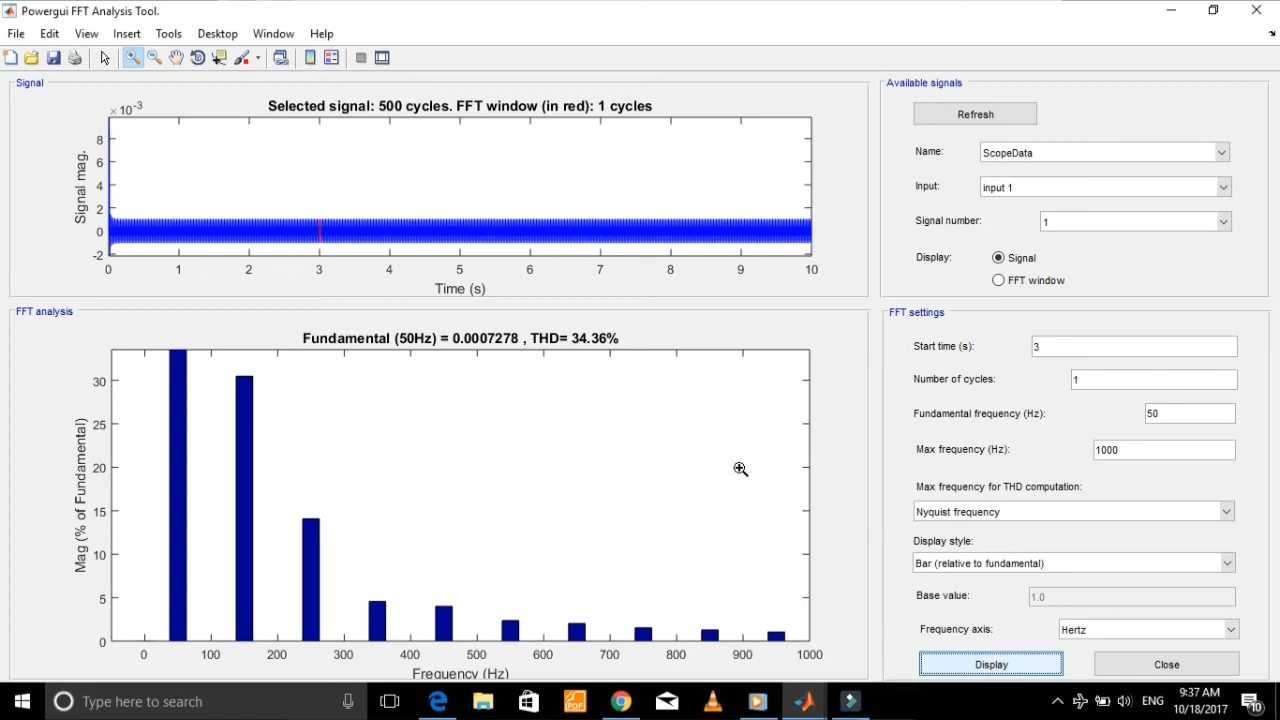 Powergui FFT Analysis Tool.
File Edit View Insert Tools Desktop Window Help
Signal
× 10^-3
Selected signal: 500 cycles. FFT window (in red): 1 cycles
Signal mag.
8
6
4
2
0
-2
0 1 2 3 4 5 6 7 8 9 10
Time (s)
FFT analysis
Fundamental (50Hz) = 0.0007278 , THD= 34.36%
Mag (% of Fundamental)
30
25
20
15
10
5
0
0 100 200 300 400 500 600 700 800 900 1000
Frequency (Hz)
Available signals
Refresh
Name: ScopeData
Input: input 1
Signal number: 1
Display: Signal
FFT window
FFT settings
Start time (s): 3
Number of cycles: 1
Fundamental frequency (Hz): 50
Max frequency (Hz): 1000
Max frequency for THD computation:
Nyquist frequency
Display style:
Bar (relative to fundamental)
Base value: 1.0
Frequency axis: Hertz
Display Close
Type here to search
PDF
ENG
9:37 AM
10/18/2017
10